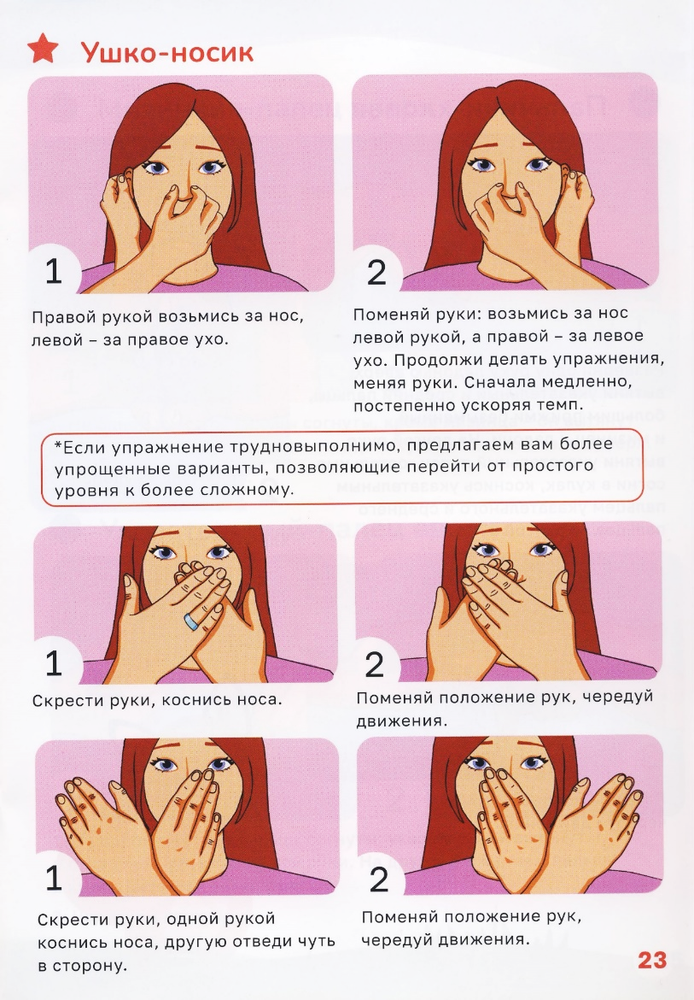 Ушко-носик
1
Правой рукой возьмись за нос,
левой – за правое ухо.
2
Поменяй руки: возьмись за нос
левой рукой, а правой – за левое
ухо. Продолжи делать упражнения,
меняя руки. Сначала медленно,
постепенно ускоряя темп.
*Если упражнение трудновыполнимо, предлагаем вам более
упрощенные варианты, позволяющие перейти от простого
уровня к более сложному.
1
Скрести руки, коснись носа.
2
Поменяй положение рук, чередуй
движения.
1
Скрести руки, одной рукой
коснись носа, другую отведи чуть
в сторону.
2
Поменяй положение рук,
чередуй движения.
23